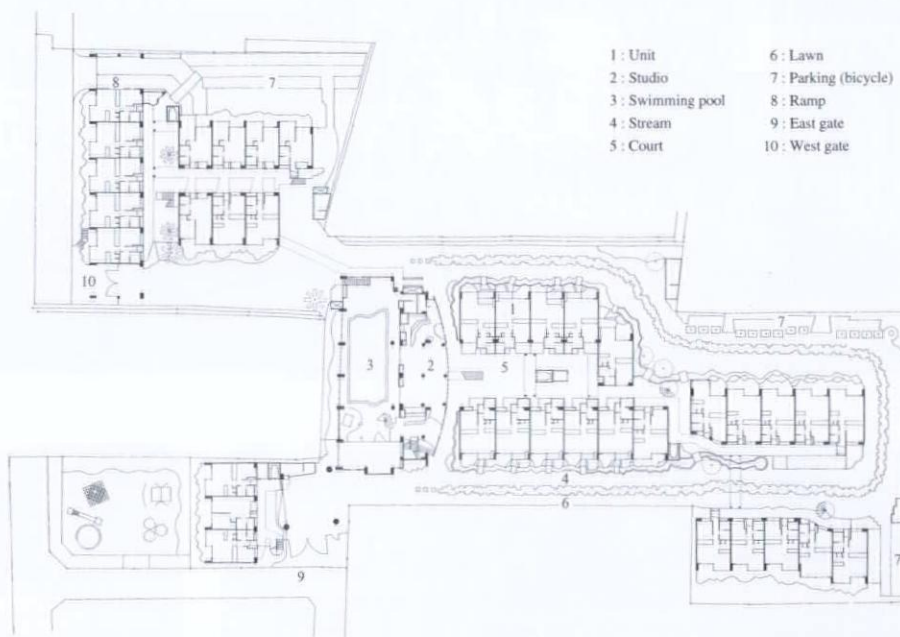 1 : Unit
2 : Studio
3 : Swimming pool
4 : Stream
5 : Court
6 : Lawn
7 : Parking (bicycle)
8 : Ramp
9 : East gate
10 : West gate
8
7
10
1
3
2
5
7
4
6
9
7